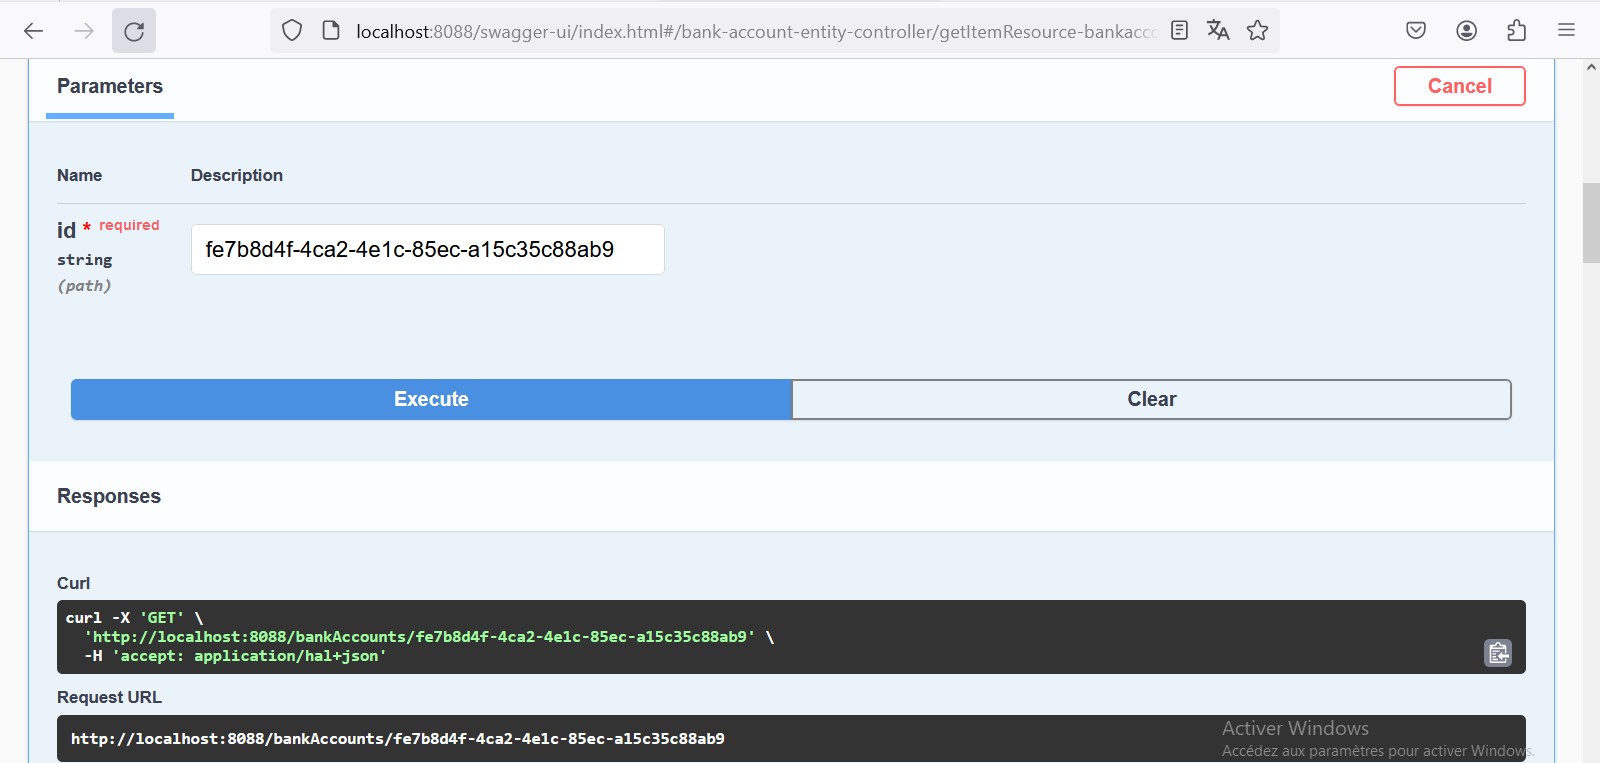 localhost:8088/swagger-ui/index.html#/bank-account-entity-controller/getItemResource-bankacc
Parameters
Cancel
Name Description
id * required
string
(path)
fe7b8d4f-4ca2-4e1c-85ec-a15c35c88ab9
Execute
Clear
Responses
Curl
curl -X 'GET' \
'http://localhost:8088/bankAccounts/fe7b8d4f-4ca2-4e1c-85ec-a15c35c88ab9' \
-H 'accept: application/hal+json'
Request URL
http://localhost:8088/bankAccounts/fe7b8d4f-4ca2-4e1c-85ec-a15c35c88ab9
Activer Windows
Accédez aux paramètres pour activer Windows.